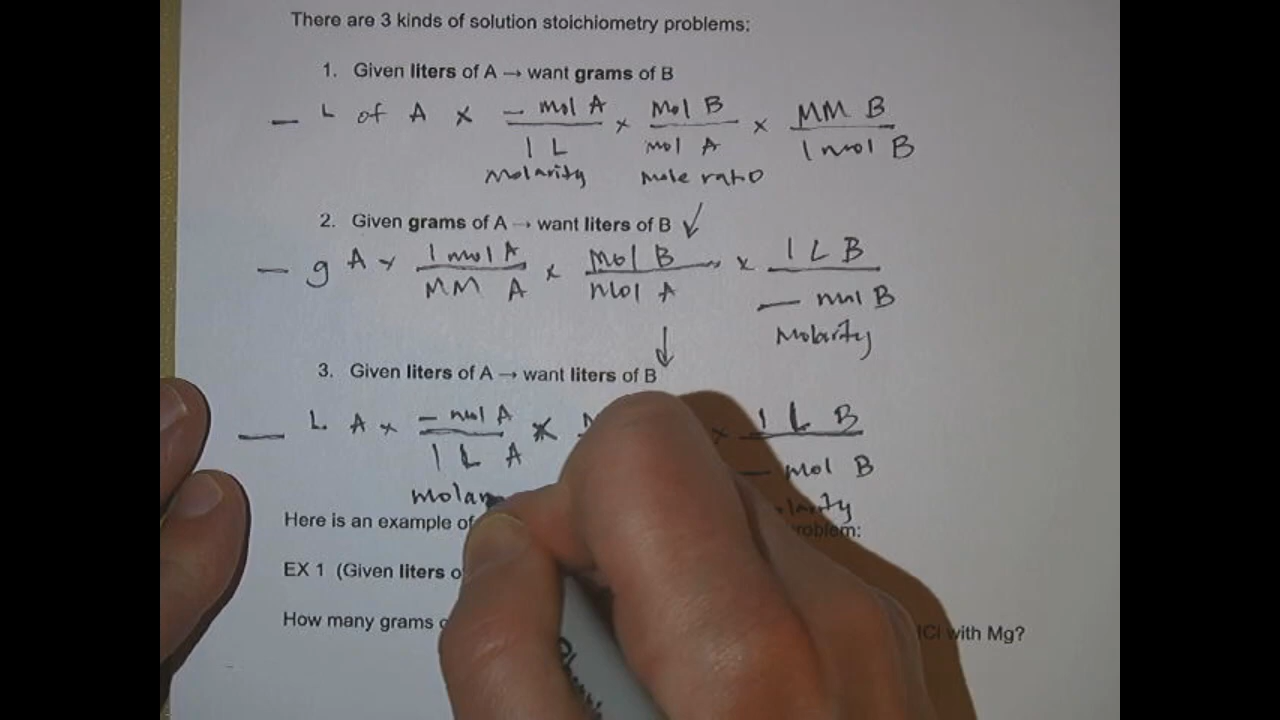 There are 3 kinds of solution stoichiometry problems:
1. Given liters of A → want grams of B
_ L of A x _ mol A / 1 L x Mol B / mol A x MM B / 1 mol B
Molarity mole ratio
2. Given grams of A → want liters of B ↓
_ g A x 1 mol A / MM A x Mol B / Mol A x 1 L B / _ mol B
Molarity
↓
3. Given liters of A → want liters of B
_ L A x _ mol A / 1 L A x x 1 L B / _ mol B
Here is an example of
EX 1 (Given liters
How many grams with Mg?